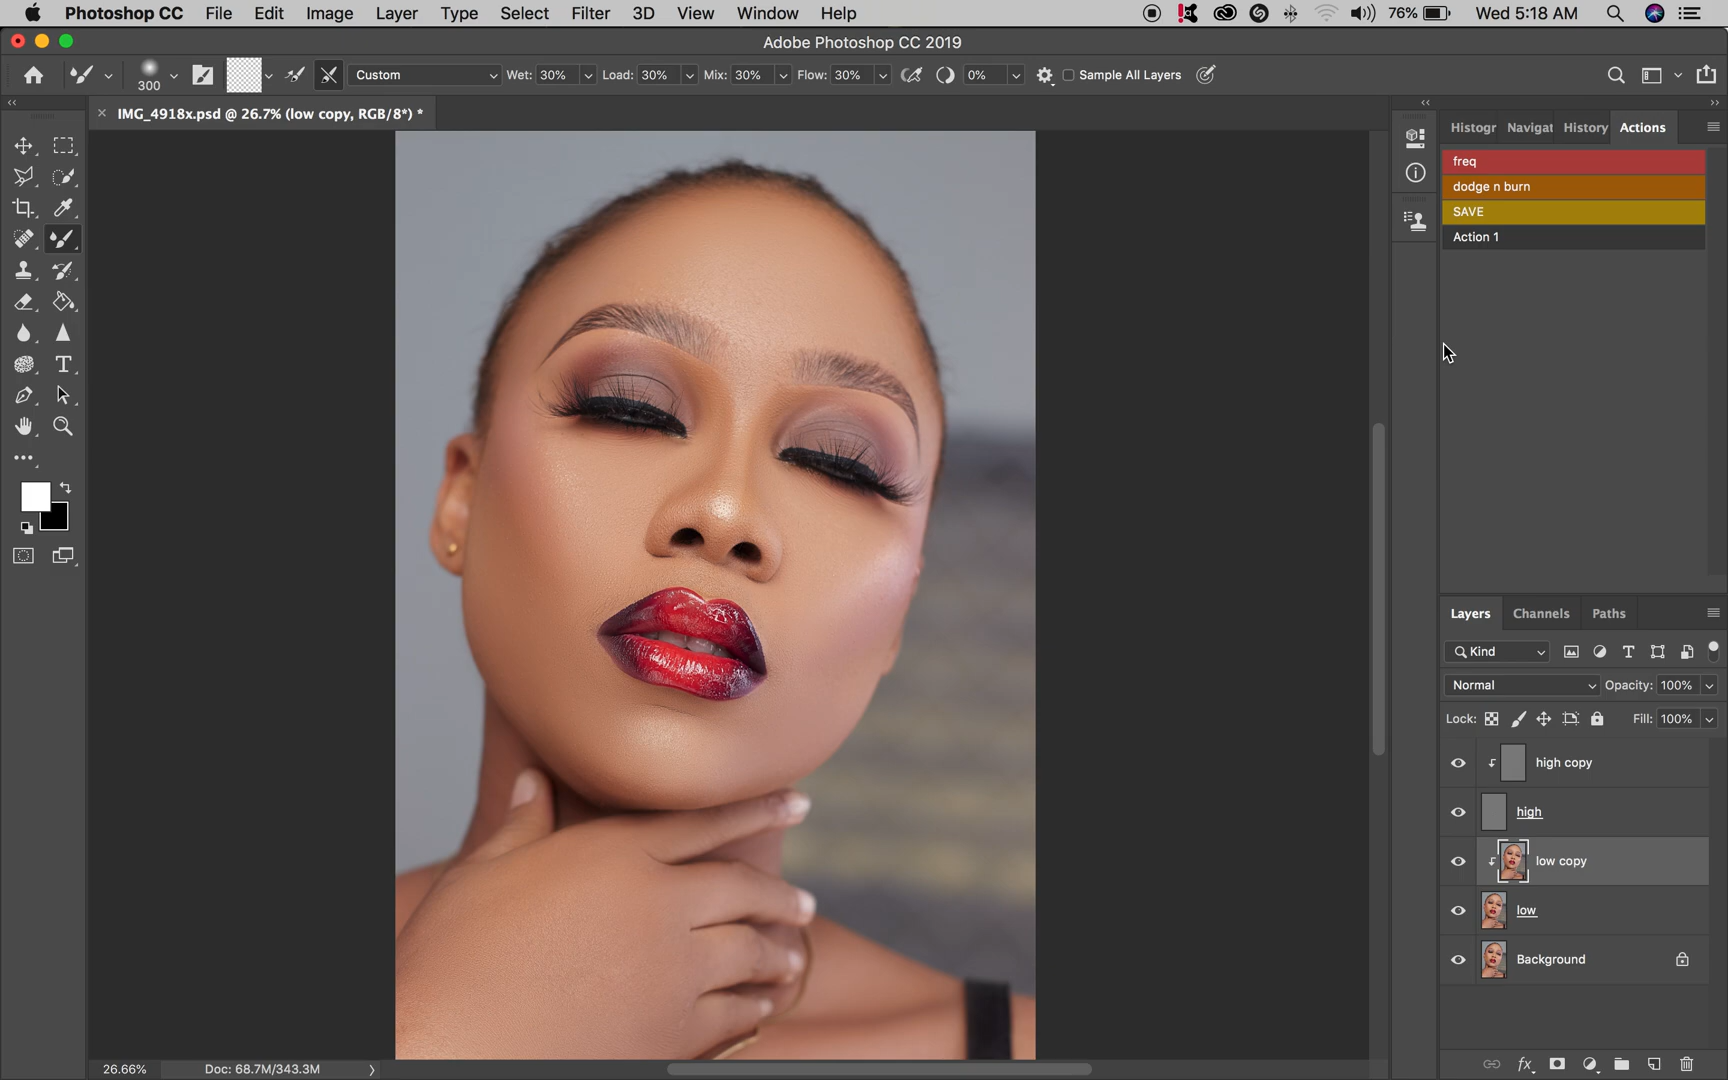 Photoshop CC File Edit Image Layer Type Select Filter 3D View Window Help 76% Wed 5:18 AM
Adobe Photoshop CC 2019
300 Custom Wet: 30% Load: 30% Mix: 30% Flow: 30% 0% Sample All Layers
IMG_4918x.psd @ 26.7% (low copy, RGB/8*) *
Histogr Navigat History Actions
freq
dodge n burn
SAVE
Action 1
Layers Channels Paths
Kind
Normal Opacity: 100%
Lock: Fill: 100%
high copy
high
low copy
low
Background
26.66% Doc: 68.7M/343.3M